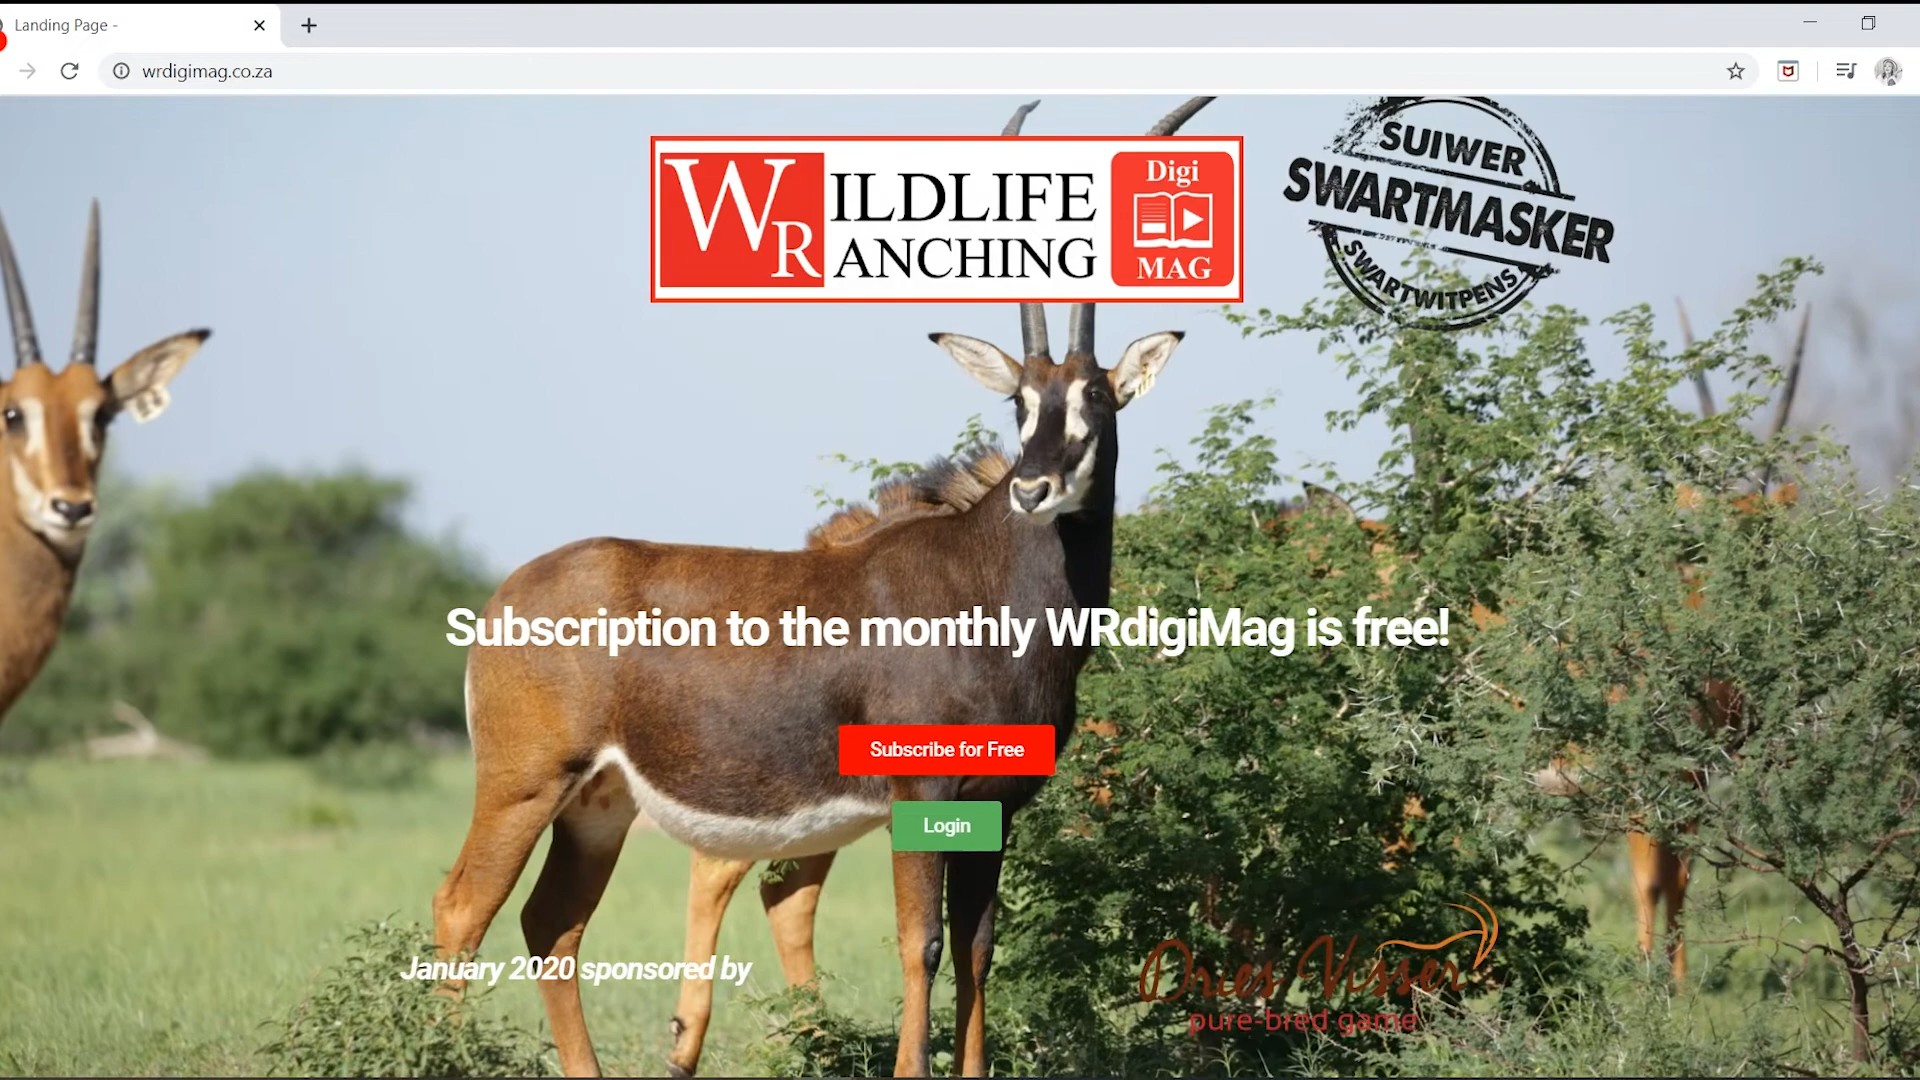 Landing Page -
wrdigimag.co.za
WILDLIFE
RANCHING
Digi
MAG
SUIWER
SWARTMASKER
SWARTWITPENS
Subscription to the monthly WRdigiMag is free!
Subscribe for Free
Login
January 2020 sponsored by
Dries Visser
pure-bred game